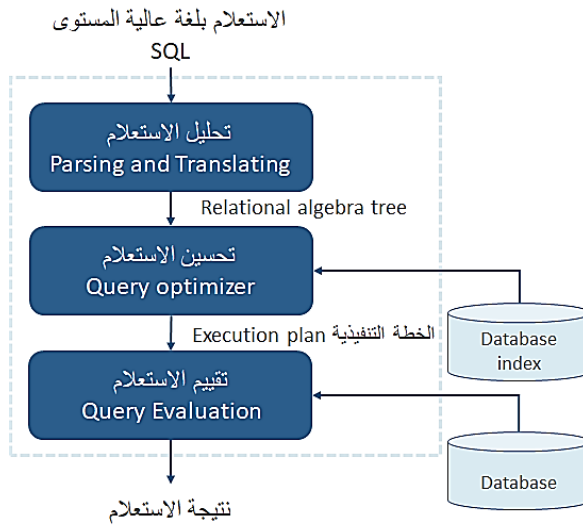 الاستعلام بلغة عالية المستوى
SQL
تحليل الاستعلام
Parsing and Translating
Relational algebra tree
تحسين الاستعلام
Query optimizer
الخطة التنفيذية Execution plan
Database
index
تقييم الاستعلام
Query Evaluation
Database
نتيجة الاستعلام